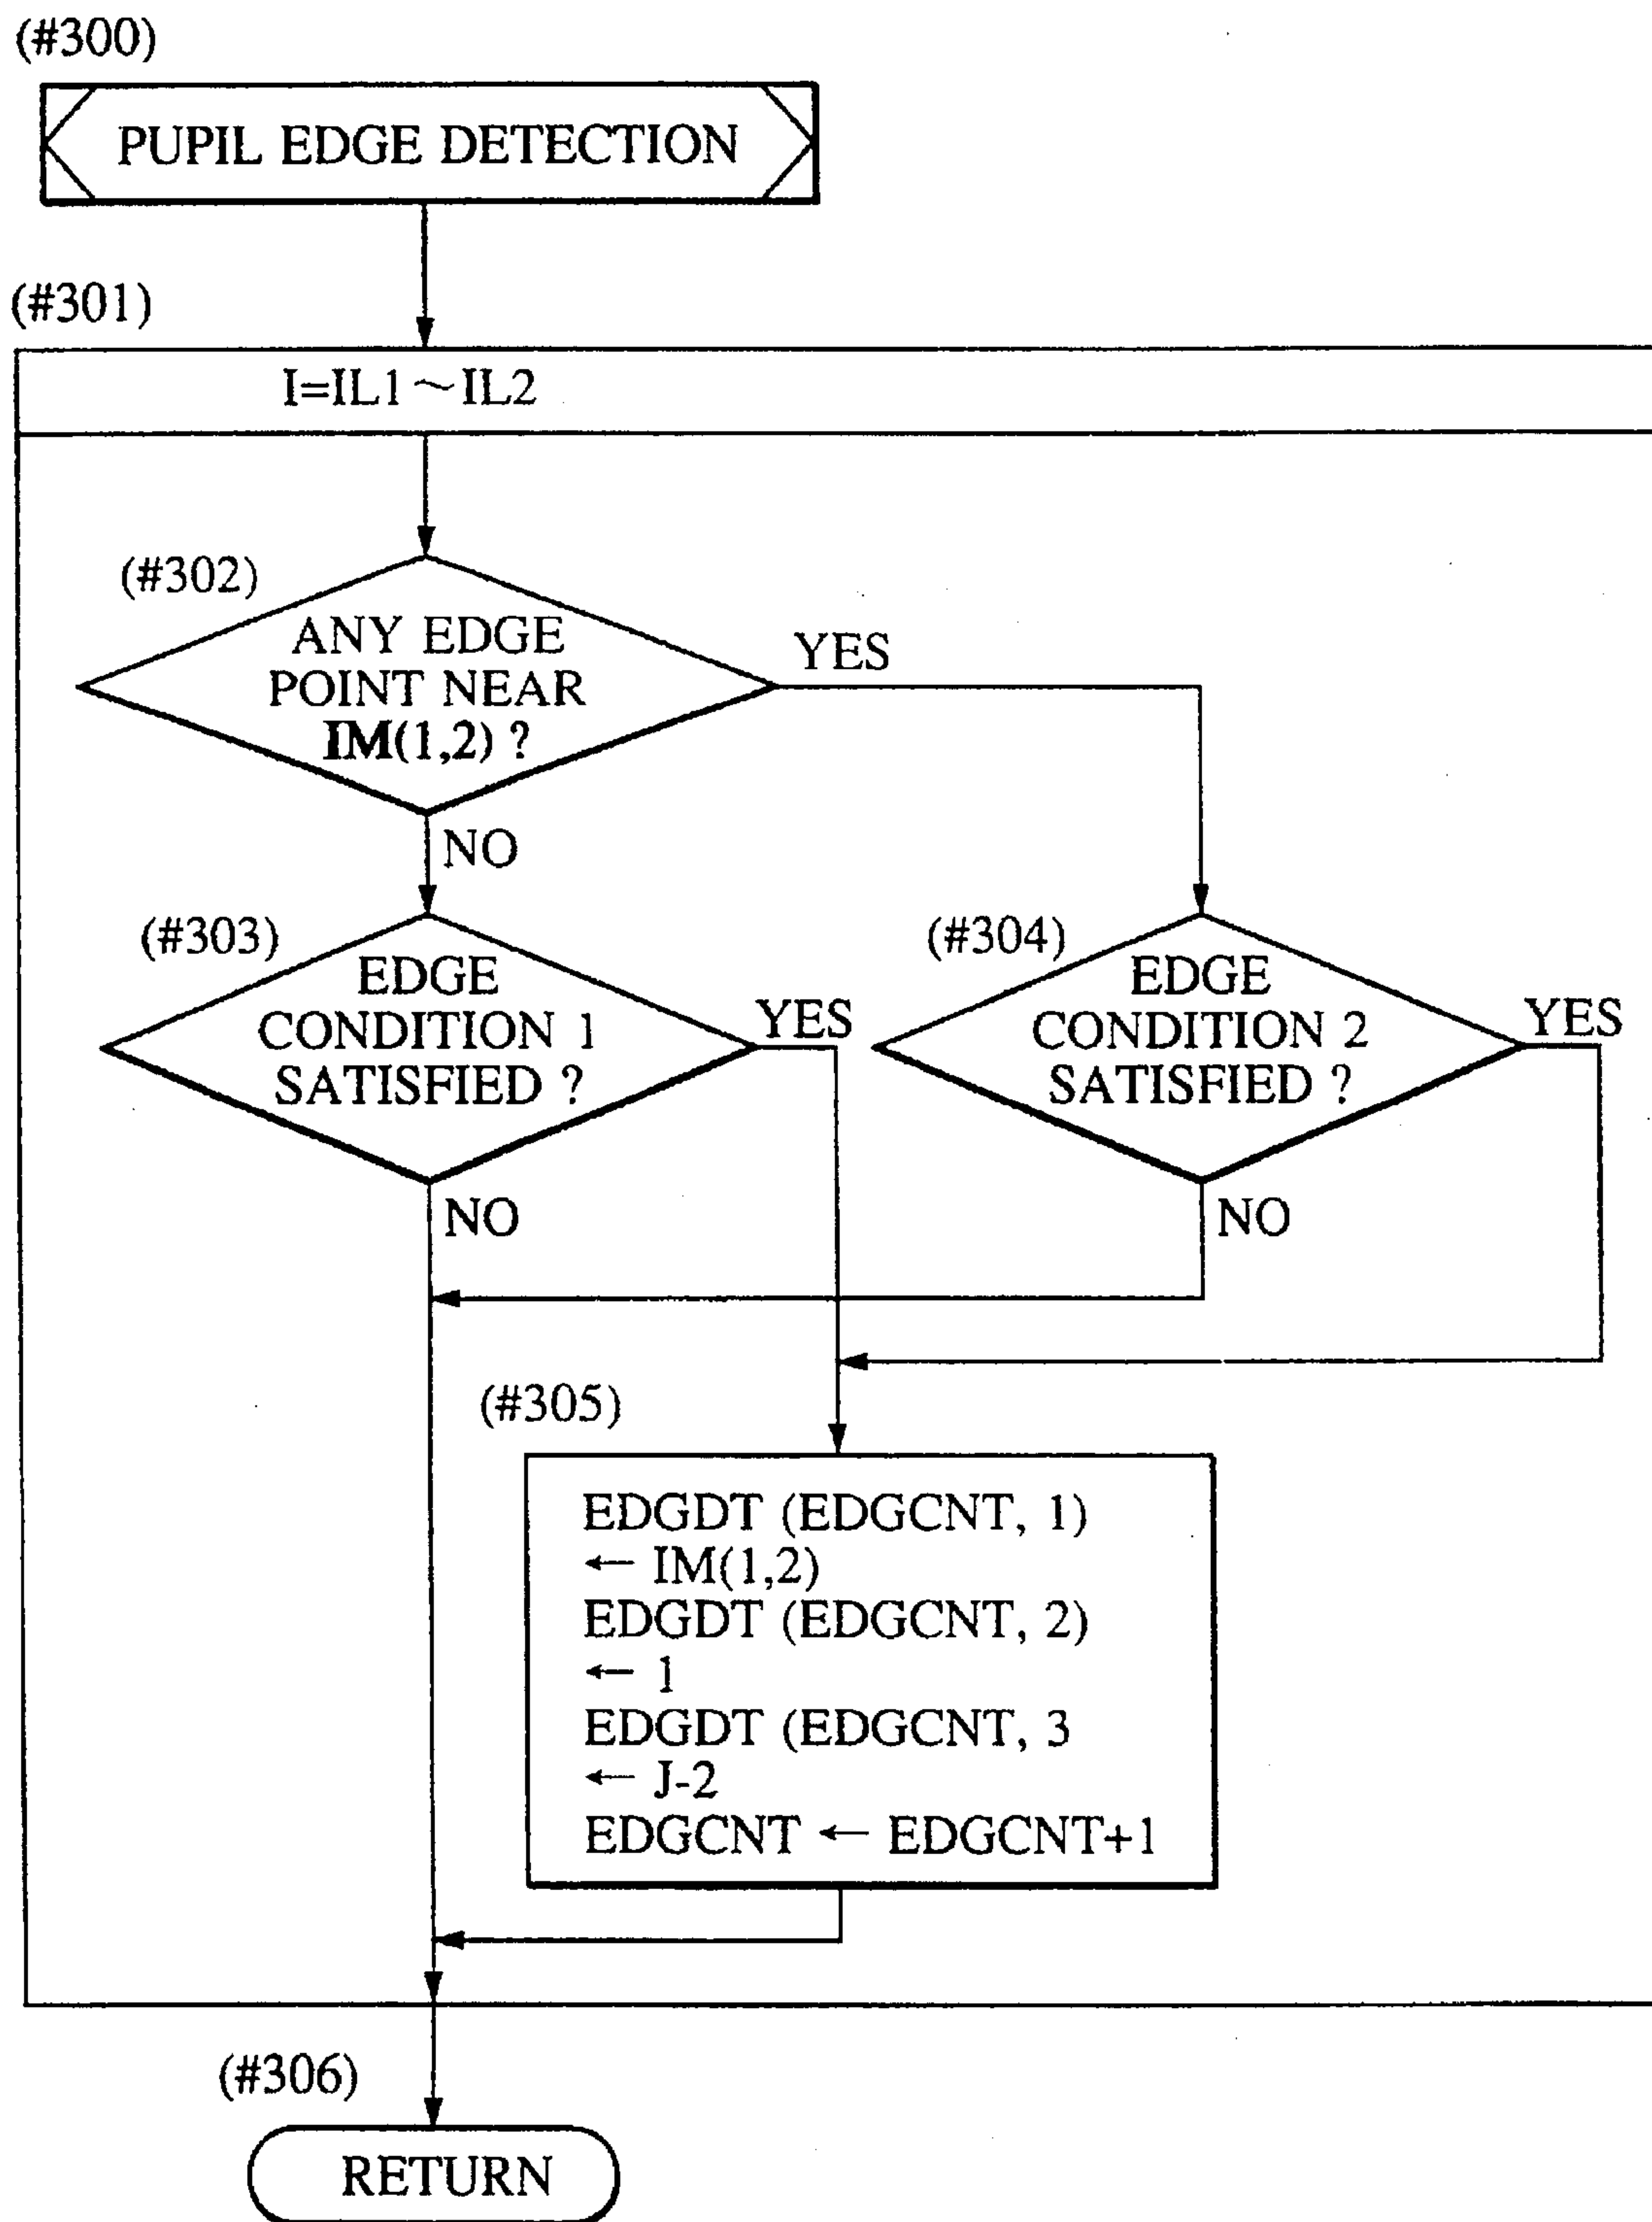 (#300)
PUPIL EDGE DETECTION
(#301)
I=IL1～IL2
(#302)
ANY EDGE
POINT NEAR
IM(1,2) ?
YES
NO
(#303)
EDGE
CONDITION 1
SATISFIED ?
YES
NO
(#304)
EDGE
CONDITION 2
SATISFIED ?
YES
NO
(#305)
EDGDT (EDGCNT, 1)
← IM(1,2)
EDGDT (EDGCNT, 2)
← 1
EDGDT (EDGCNT, 3
← J-2
EDGCNT ← EDGCNT+1
(#306)
RETURN